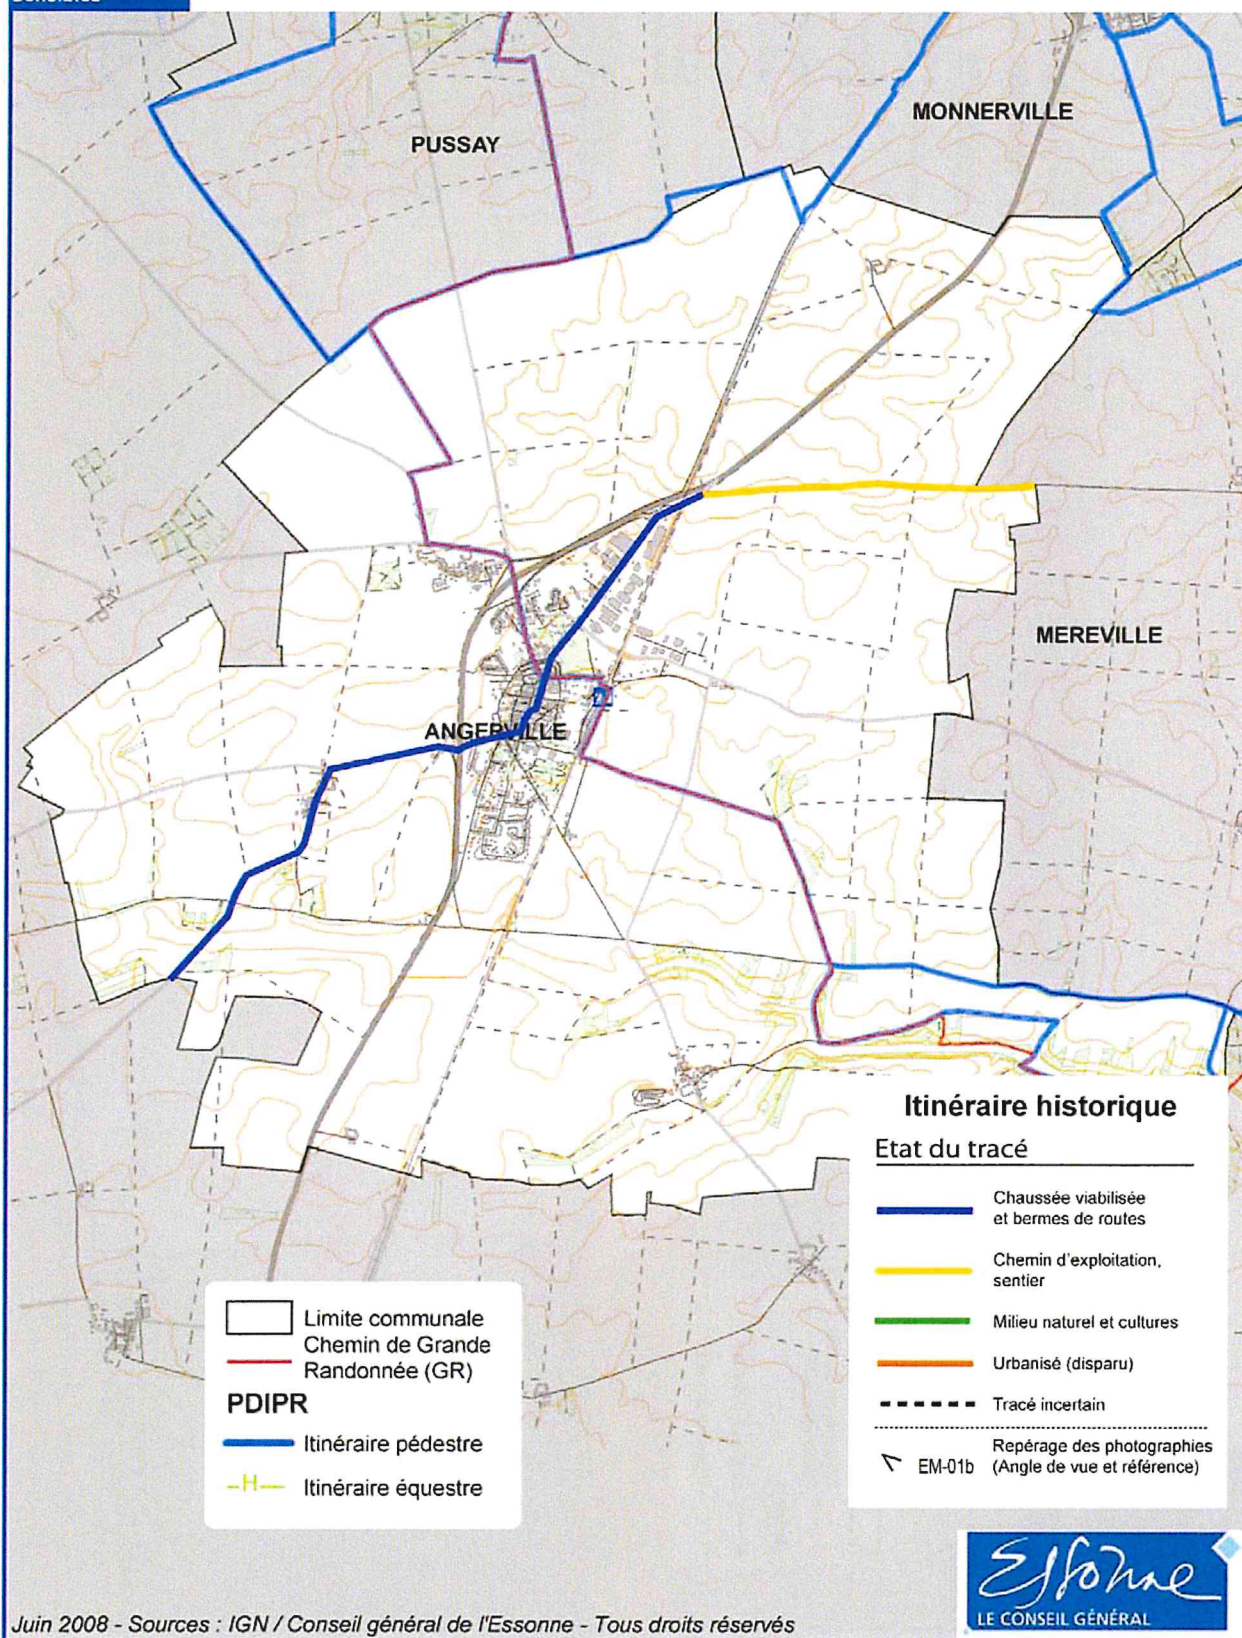 PUSSAY
MONNERVILLE
MEREVILLE
ANGERVILLE
Itinéraire historique
Etat du tracé
Chaussée viabilisée
et bermes de routes
Chemin d'exploitation,
sentier
Milieu naturel et cultures
Urbanisé (disparu)
Tracé incertain
EM-01b
Repérage des photographies
(Angle de vue et référence)
Limite communale
Chemin de Grande
Randonnée (GR)
PDIPR
Itinéraire pédestre
H
Itinéraire équestre
Essonne
LE CONSEIL GÉNÉRAL
Juin 2008 - Sources : IGN / Conseil général de l'Essonne - Tous droits réservés